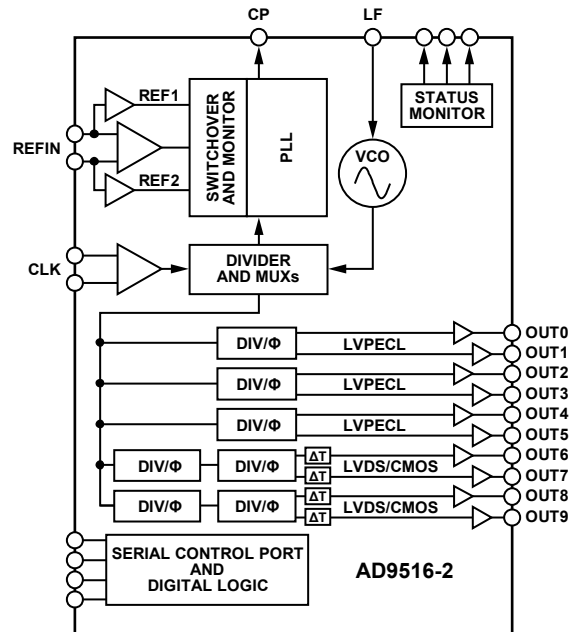 CP
LF
REF1
REFIN
REF2
SWITCHOVER
AND MONITOR
PLL
VCO
STATUS
MONITOR
CLK
DIVIDER
AND MUXs
DIV/Φ
LVPECL
OUT0
OUT1
DIV/Φ
LVPECL
OUT2
OUT3
DIV/Φ
LVPECL
OUT4
OUT5
DIV/Φ
DIV/Φ
ΔT
ΔT
LVDS/CMOS
OUT6
OUT7
DIV/Φ
DIV/Φ
ΔT
ΔT
LVDS/CMOS
OUT8
OUT9
SERIAL CONTROL PORT
AND
DIGITAL LOGIC
AD9516-2